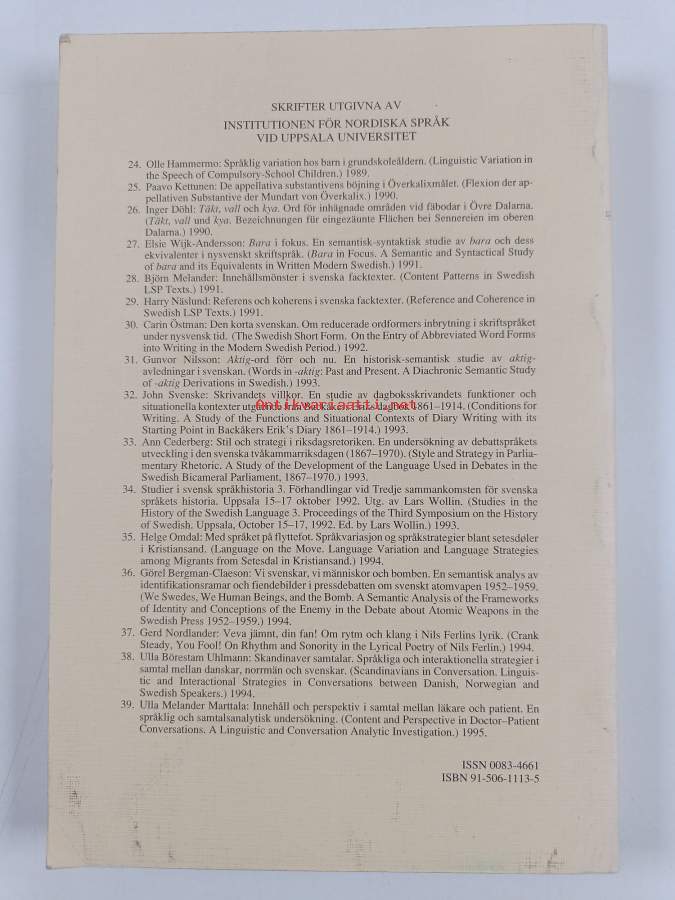 SKRIFTER UTGIVNA AV
INSTITUTIONEN FÖR NORDISKA SPRÅK
VID UPPSALA UNIVERSITET
24. Olle Hammermo: Språklig variation hos barn i grundskoleåldern. (Linguistic Variation in
the Speech of Compulsory-School Children.) 1989.
25. Paavo Kettunen: De appellativa substantivens böjning i Överkalixmålet. (Flexion der ap-
pellativen Substantive der Mundart von Överkalix.) 1990.
26. Inger Döhl: Täkt, vall och kya. Ord för inhägnade områden vid fäbodar i Övre Dalarna.
(Täkt, vall und kya. Bezeichnungen für eingezäunte Flächen bei Sennereien im oberen
Dalarna.) 1990.
27. Elsie Wijk-Andersson: Bara i fokus. En semantisk-syntaktisk studie av bara och dess
ekvivalenter i nysvenskt skriftspråk. (Bara in Focus. A Semantic and Syntactical Study
of bara and its Equivalents in Written Modern Swedish.) 1991.
28. Björn Melander: Innehållsmönster i svenska facktexter. (Content Patterns in Swedish
LSP Texts.) 1991.
29. Harry Näslund: Referens och koherens i svenska facktexter. (Reference and Coherence in
Swedish LSP Texts.) 1991.
30. Carin Östman: Den korta svenskan. Om reducerade ordformers inbrytning i skriftspråket
under nysvensk tid. (The Swedish Short Form. On the Entry of Abbreviated Word Forms
into Writing in the Modern Swedish Period.) 1992.
31. Gunvor Nilsson: Aktig-ord förr och nu. En historisk-semantisk studie av aktig-
avledningar i svenskan. (Words in -aktig: Past and Present. A Diachronic Semantic Study
of -aktig Derivations in Swedish.) 1993.
32. John Svenske: Skrivandets villkor. En studie av dagboksskrivandets funktioner och
situationella kontexter utgående från Backåkers Eriks dagbok 1861–1914. (Conditions for
Writing. A Study of the Functions and Situational Contexts of Diary Writing with its
Starting Point in Backåkers Erik's Diary 1861–1914.) 1993.
Antikvariaatti.net
33. Ann Cederberg: Stil och strategi i riksdagsretoriken. En undersökning av debattspråkets
utveckling i den svenska tvåkammarriksdagen (1867–1970). (Style and Strategy in Parlia-
mentary Rhetoric. A Study of the Development of the Language Used in Debates in the
Swedish Bicameral Parliament, 1867–1970.) 1993.
34. Studier i svensk språkhistoria 3. Förhandlingar vid Tredje sammankomsten för svenska
språkets historia. Uppsala 15–17 oktober 1992. Utg. av Lars Wollin. (Studies in the
History of the Swedish Language 3. Proceedings of the Third Symposium on the History
of Swedish. Uppsala, October 15–17, 1992. Ed. by Lars Wollin.) 1993.
35. Helge Omdal: Med språket på flyttefot. Språkvariasjon og språkstrategier blant setesdøler
i Kristiansand. (Language on the Move. Language Variation and Language Strategies
among Migrants from Setesdal in Kristiansand.) 1994.
36. Görel Bergman-Claeson: Vi svenskar, vi människor och bomben. En semantisk analys av
identifikationsramar och fiendebilder i pressdebatten om svenskt atomvapen 1952–1959.
(We Swedes, We Human Beings, and the Bomb. A Semantic Analysis of the Frameworks
of Identity and Conceptions of the Enemy in the Debate about Atomic Weapons in the
Swedish Press 1952–1959.) 1994.
37. Gerd Nordlander: Veva jämnt, din fan! Om rytm och klang i Nils Ferlins lyrik. (Crank
Steady, You Fool! On Rhythm and Sonority in the Lyrical Poetry of Nils Ferlin.) 1994.
38. Ulla Börestam Uhlmann: Skandinaver samtalar. Språkliga och interaktionella strategier i
samtal mellan danskar, norrmän och svenskar. (Scandinavians in Conversation. Linguis-
tic and Interactional Strategies in Conversations between Danish, Norwegian and
Swedish Speakers.) 1994.
39. Ulla Melander Marttala: Innehåll och perspektiv i samtal mellan läkare och patient. En
språklig och samtalsanalytisk undersökning. (Content and Perspective in Doctor–Patient
Conversations. A Linguistic and Conversation Analytic Investigation.) 1995.
ISSN 0083-4661
ISBN 91-506-1113-5